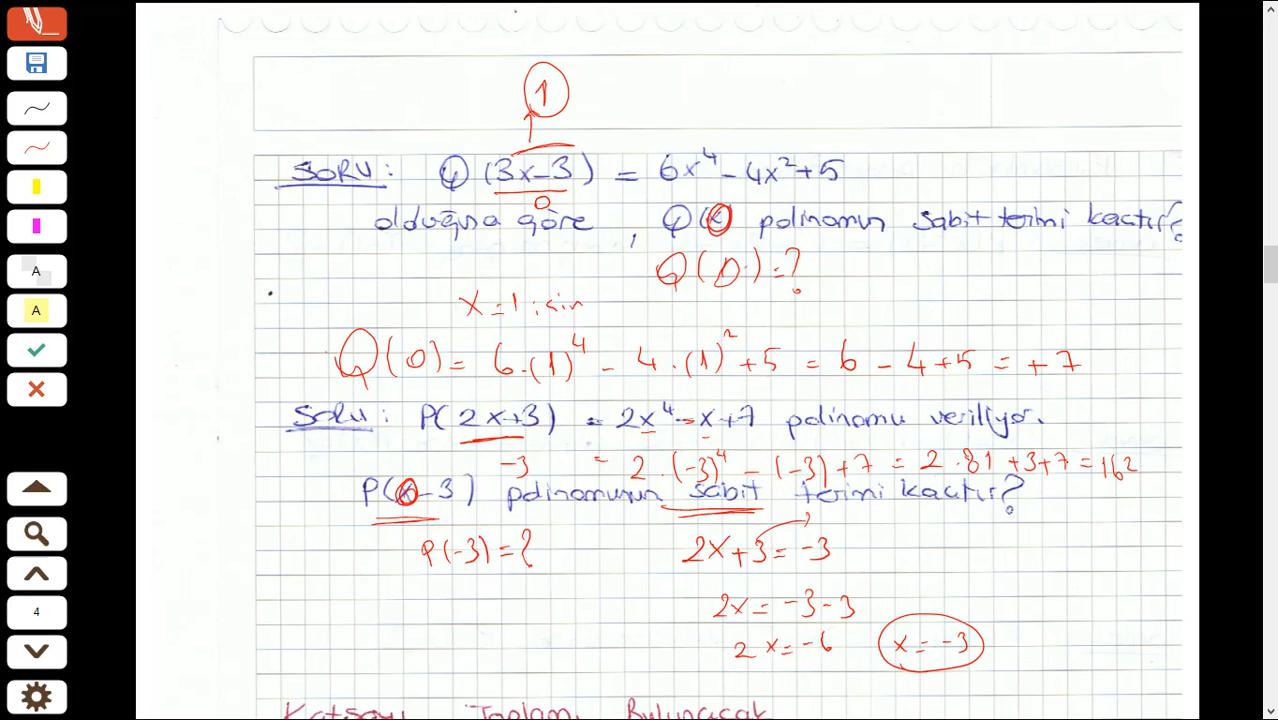 1
SORU: Q(3x-3) = 6x⁴ - 4x² + 5
0
olduğuna göre, Q(x) polinomun sabit terimi kaçtır?
Q(0) = ?
x = 1 için
Q(0) = 6.(1)⁴ - 4.(1)² + 5 = 6 - 4 + 5 = + 7
Soru: P(2x+3) = 2x⁴ - x + 7 polinomu veriliyor.
-3 = 2.(-3)⁴ - (-3) + 7 = 2.81 + 3 + 7 = 162
P(x-3) polinomunun sabit terimi kaçtır?
P(-3) = ? 2x + 3 = -3
2x = -3 - 3
2x = -6 x = -3
Katsayı Toplamı Bulunacak
A
A
4